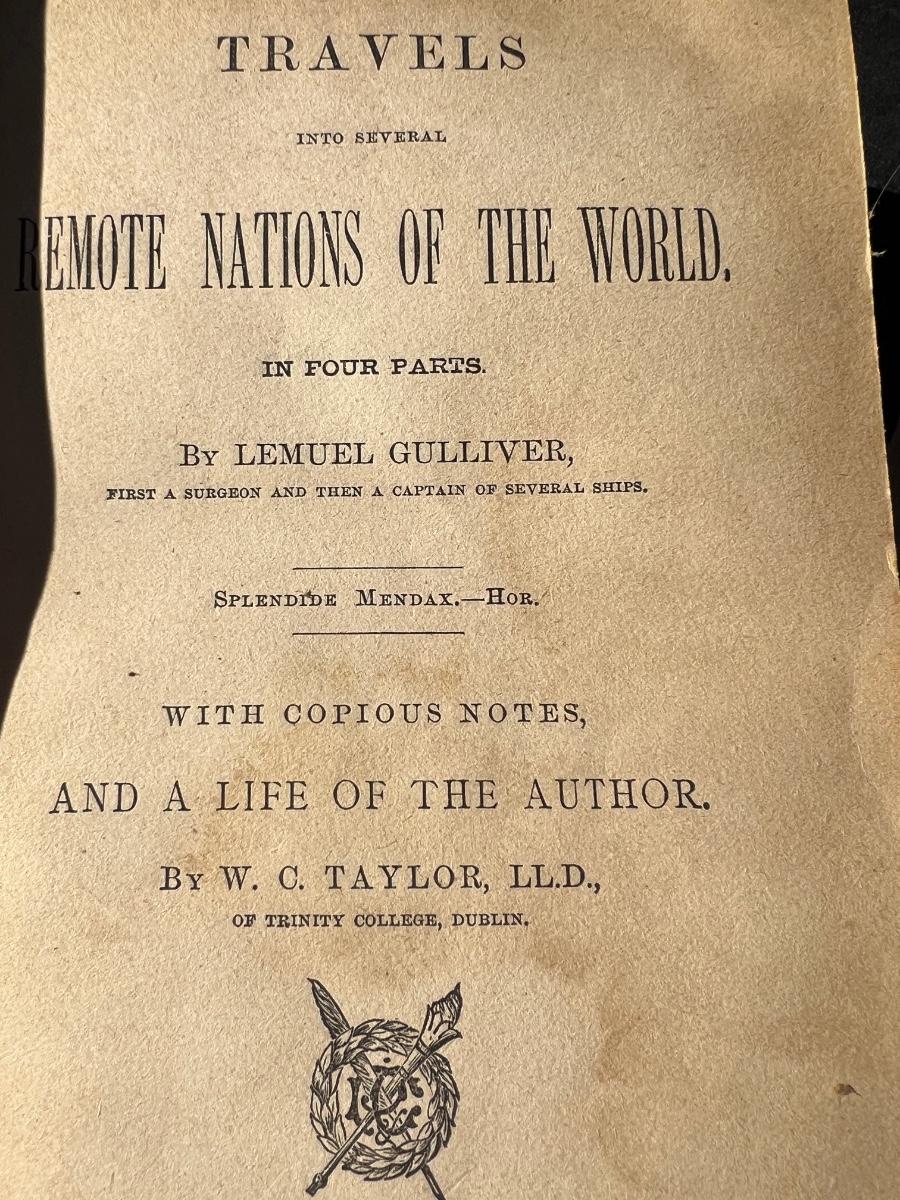 TRAVELS
INTO SEVERAL
REMOTE NATIONS OF THE WORLD.
IN FOUR PARTS.
By LEMUEL GULLIVER,
FIRST A SURGEON AND THEN A CAPTAIN OF SEVERAL SHIPS.
Splendide Mendax.—Hor.
WITH COPIOUS NOTES,
AND A LIFE OF THE AUTHOR.
By W. C. TAYLOR, LL.D.,
OF TRINITY COLLEGE, DUBLIN.